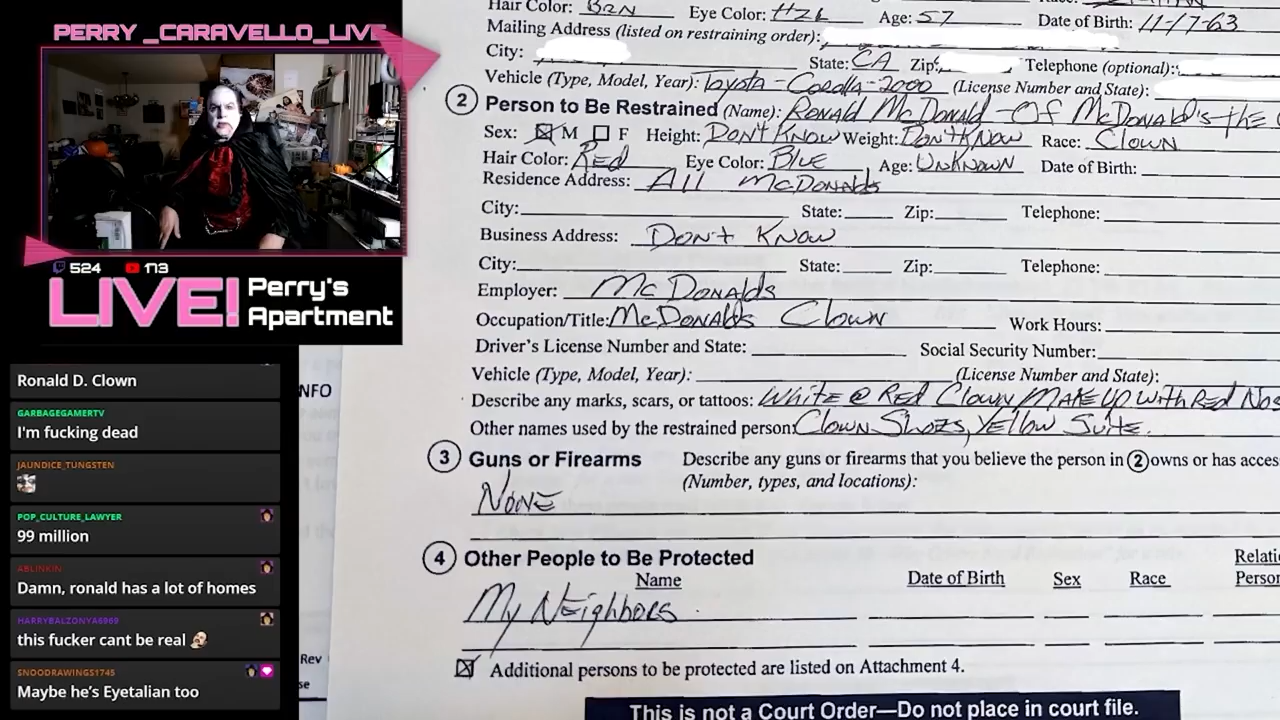 PERRY _CARAVELLO_LIVE
524 173
LIVE! Perry's Apartment
Ronald D. Clown
GARBAGEGAMERTV
I'm fucking dead
JAUNDICE_TUNGSTEN
POP_CULTURE_LAWYER
99 million
ABLINKIN
Damn, ronald has a lot of homes
HARRYBALZONYA6969
this fucker cant be real
SNOODRAWINGS1745
Maybe he's Eyetalian too
INFO
Rev
se
Hair Color: BRN Eye Color: HZL Age: 57 Date of Birth: 11-17-63
Mailing Address (listed on restraining order):
City: State: CA Zip: Telephone (optional):
Vehicle (Type, Model, Year): Toyota - Corolla - 2000 (License Number and State):
2 Person to Be Restrained (Name): Ronald McDonald - Of McDonald's the
Sex: M F Height: Don't Know Weight: Don't Know Race: Clown
Hair Color: Red Eye Color: Blue Age: Unknown Date of Birth:
Residence Address: All McDonalds
City: State: Zip: Telephone:
Business Address: Don't Know
City: State: Zip: Telephone:
Employer: McDonalds
Occupation/Title: McDonalds Clown Work Hours:
Driver's License Number and State: Social Security Number:
Vehicle (Type, Model, Year): (License Number and State):
Describe any marks, scars, or tattoos: White @ Red Clown Makeup with Red Nos
Other names used by the restrained person: Clown Shoes, Yellow Suite.
3 Guns or Firearms Describe any guns or firearms that you believe the person in 2 owns or has acces
(Number, types, and locations):
None
4 Other People to Be Protected Relati
Name Date of Birth Sex Race Person
My Neighbors
Additional persons to be protected are listed on Attachment 4.
This is not a Court Order—Do not place in court file.